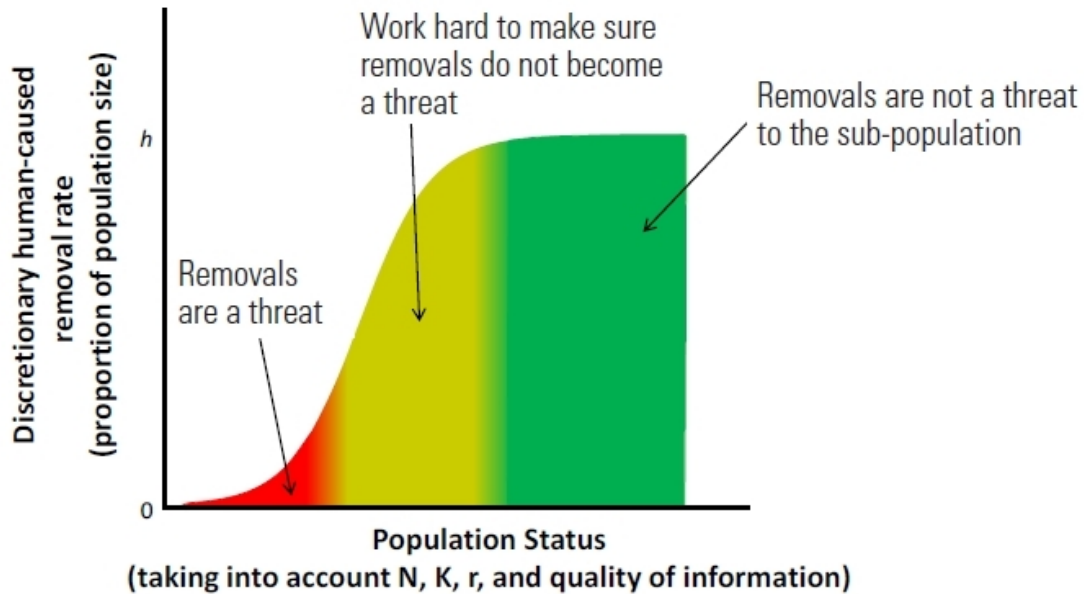 Work hard to make sure
removals do not become
a threat
Removals are not a threat
to the sub-population
Removals
are a threat
Discretionary human-caused
removal rate
(proportion of population size)
h
0
Population Status
(taking into account N, K, r, and quality of information)